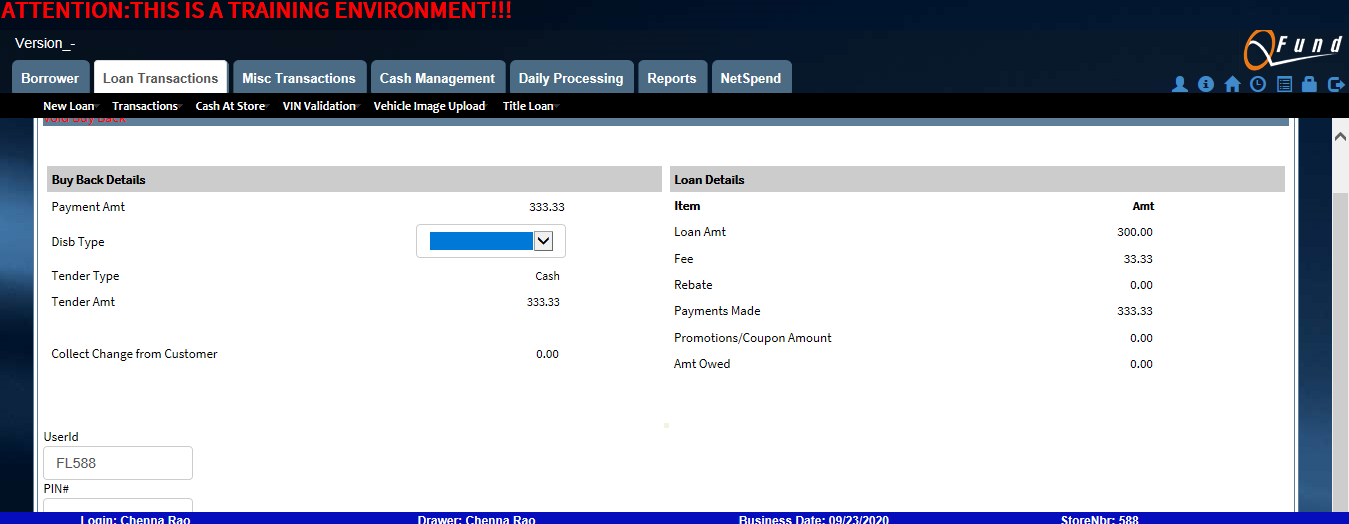 ATTENTION:THIS IS A TRAINING ENVIRONMENT!!!
Version_-
QFund
Borrower Loan Transactions Misc Transactions Cash Management Daily Processing Reports NetSpend
New Loan Transactions Cash At Store VIN Validation Vehicle Image Upload Title Loan
Void Buy Back
Buy Back Details
Payment Amt 333.33
Disb Type
Tender Type Cash
Tender Amt 333.33
Collect Change from Customer 0.00
Loan Details
Item Amt
Loan Amt 300.00
Fee 33.33
Rebate 0.00
Payments Made 333.33
Promotions/Coupon Amount 0.00
Amt Owed 0.00
UserId
FL588
PIN#
Login: Chenna Rao Drawer: Chenna Rao Business Date: 09/23/2020 StoreNbr: 588